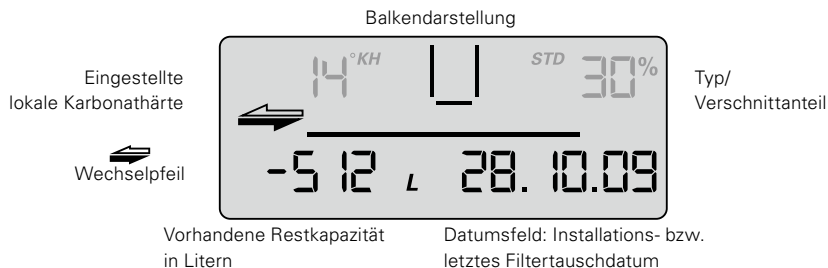 Balkendarstellung
Eingestellte
lokale Karbonathärte
14 °KH
STD 30%
Typ/
Verschnittanteil
Wechselpfeil
-512 L 28.10.09
Vorhandene Restkapazität
in Litern
Datumsfeld: Installations- bzw.
letztes Filtertauschdatum